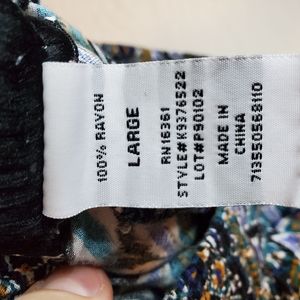 100% RAYON
LARGE
RN16361
STYLE#K9376522
LOT#P90102
MADE IN
CHINA
713550568110